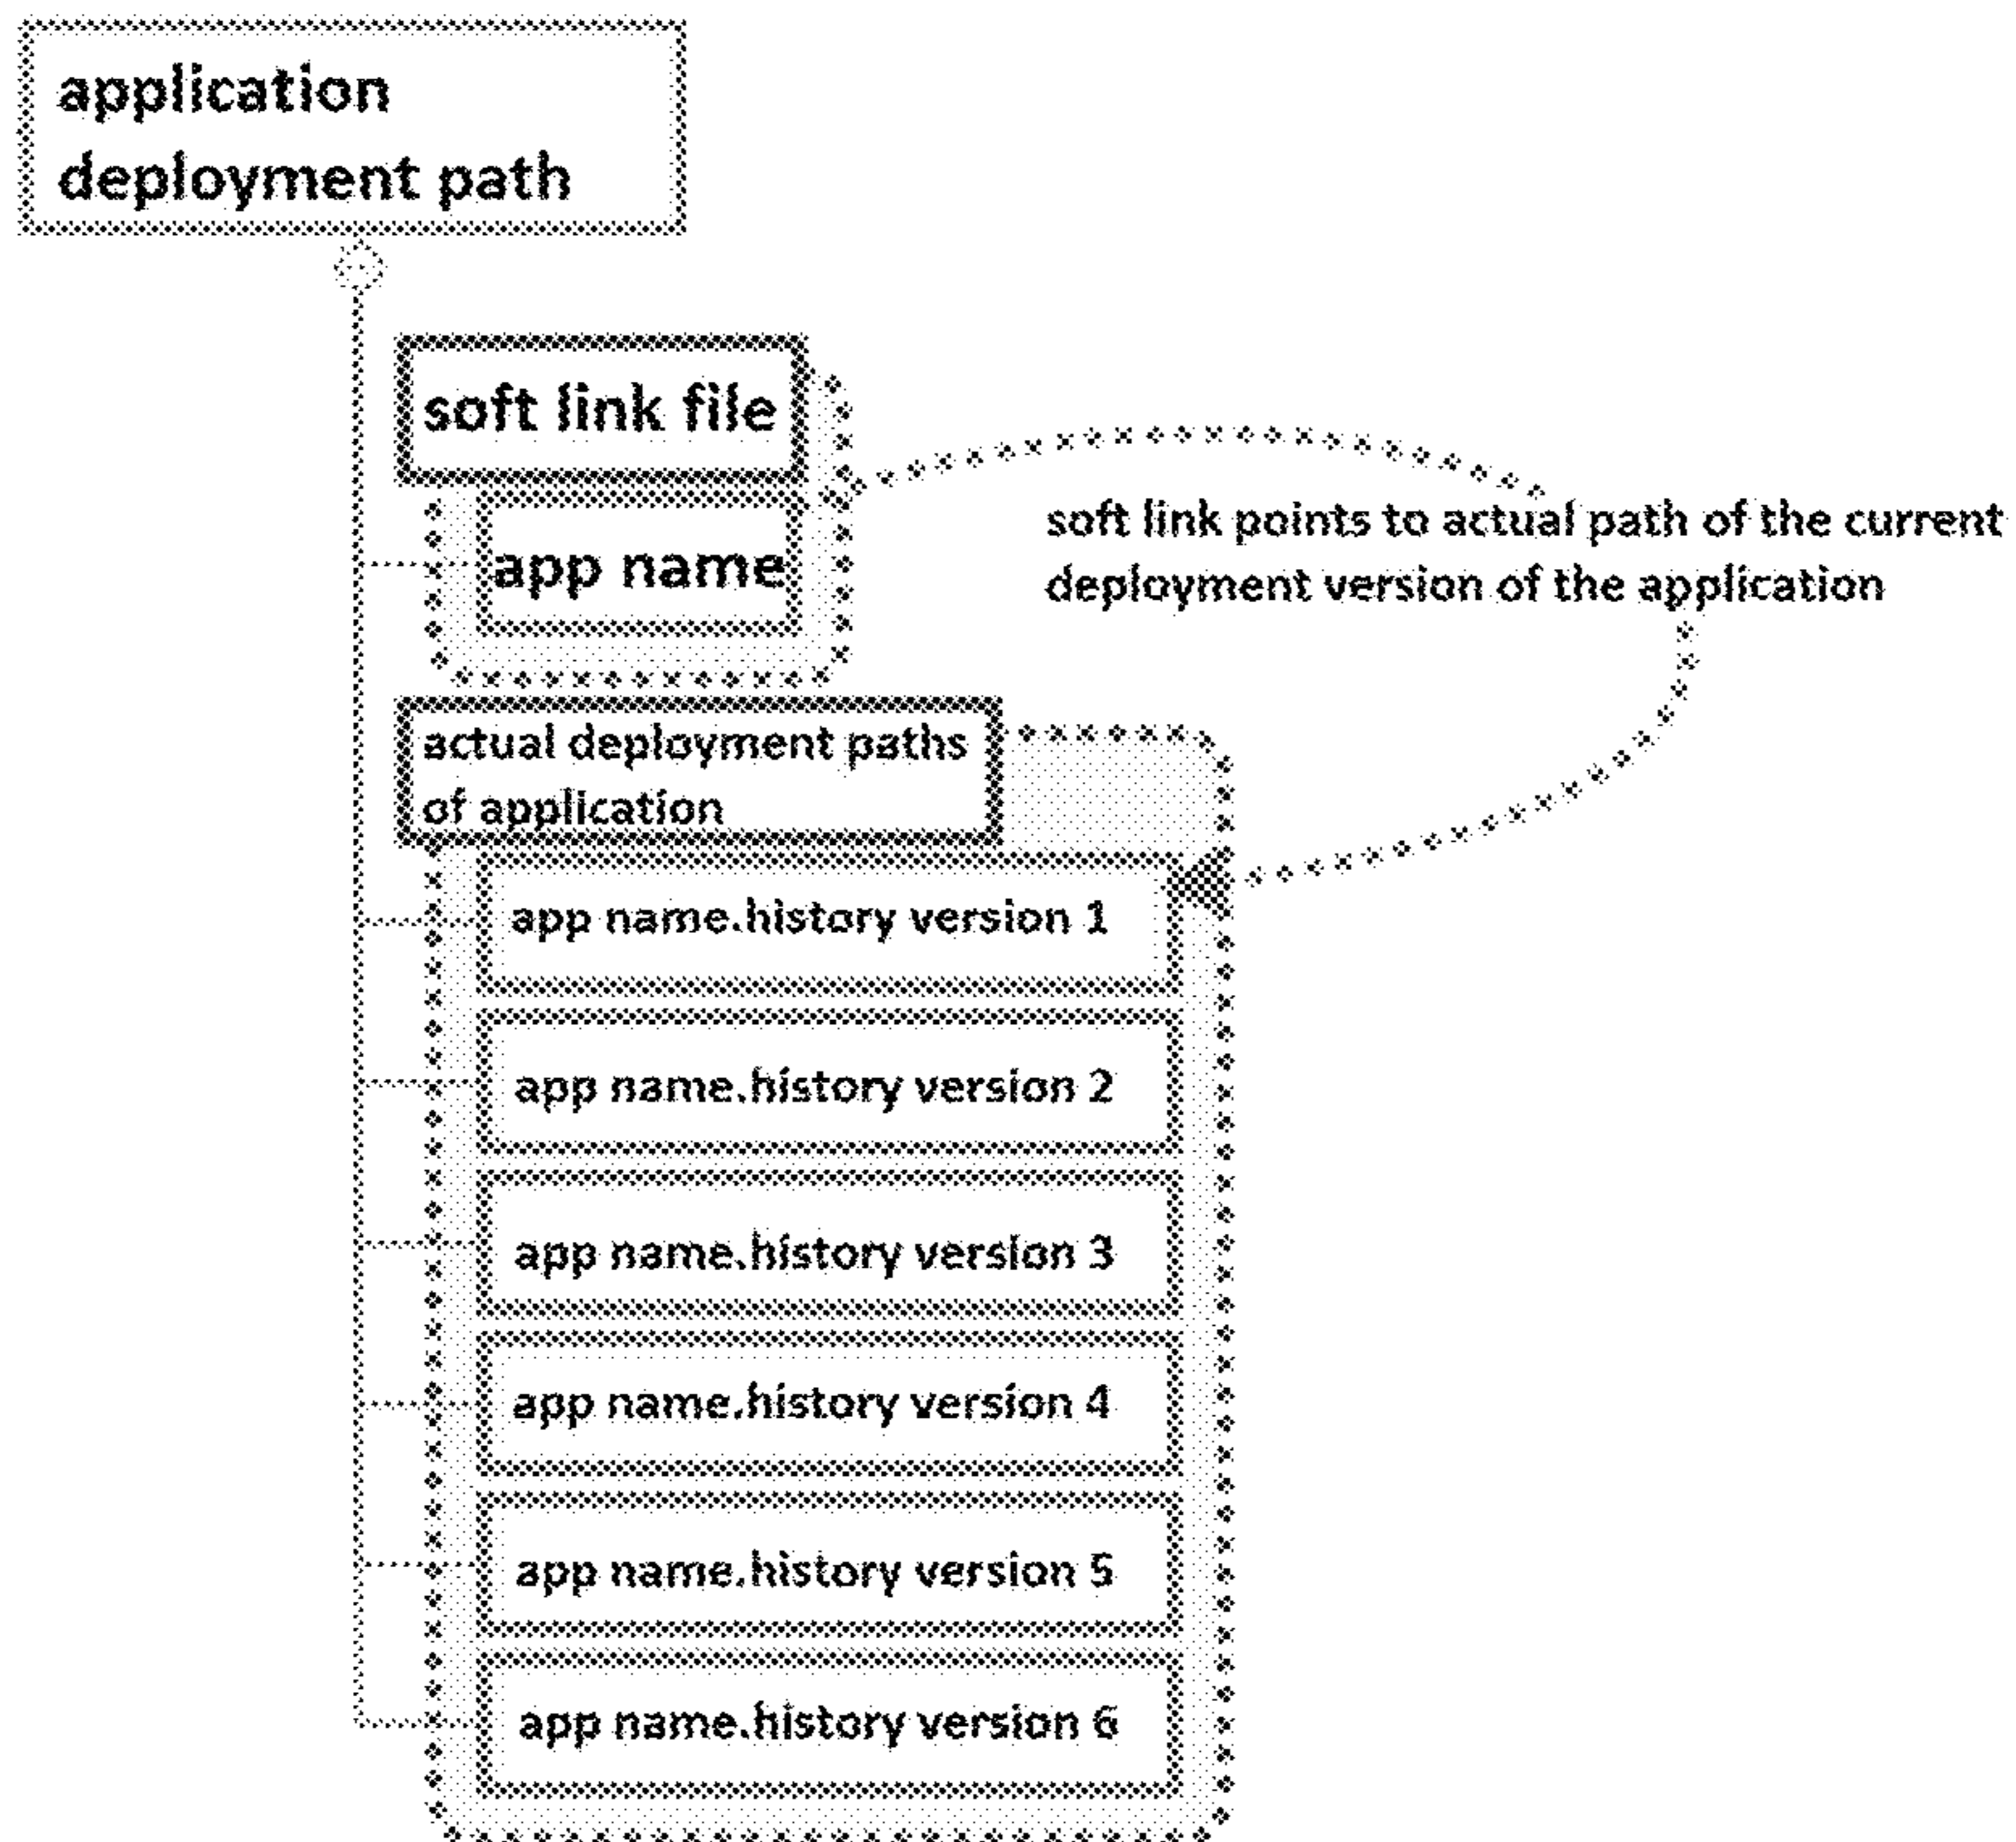 application
deployment path
soft link file
app name
soft link points to actual path of the current
deployment version of the application
actual deployment paths
of application
app name.history version 1
app name.history version 2
app name.history version 3
app name.history version 4
app name.history version 5
app name.history version 6